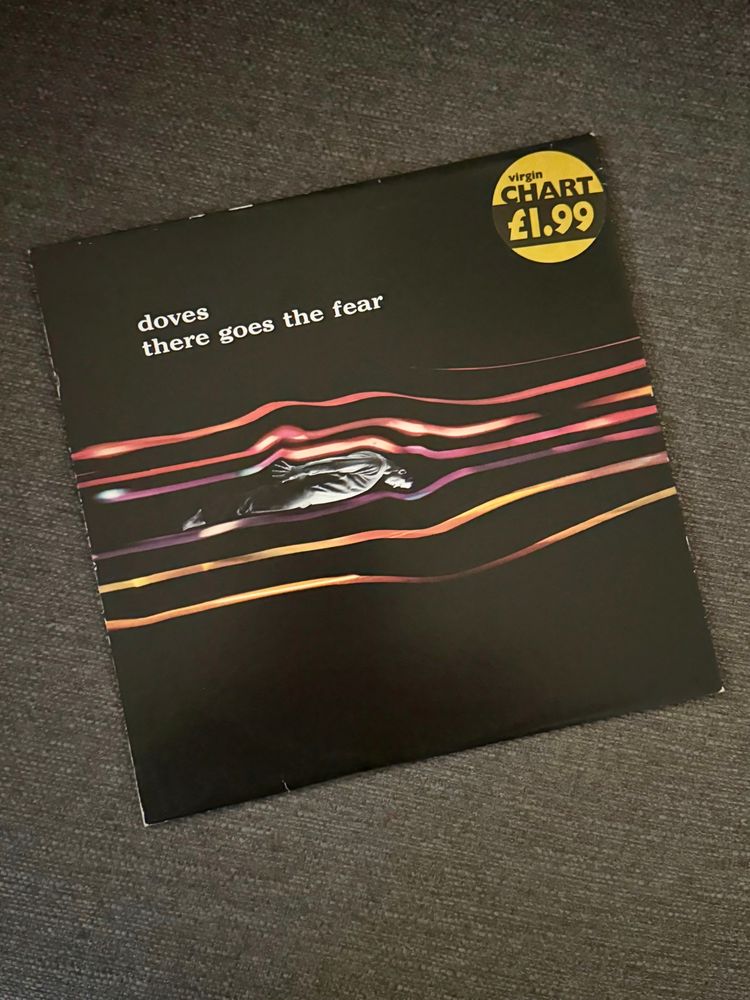 virgin
CHART
£1.99
doves
there goes the fear